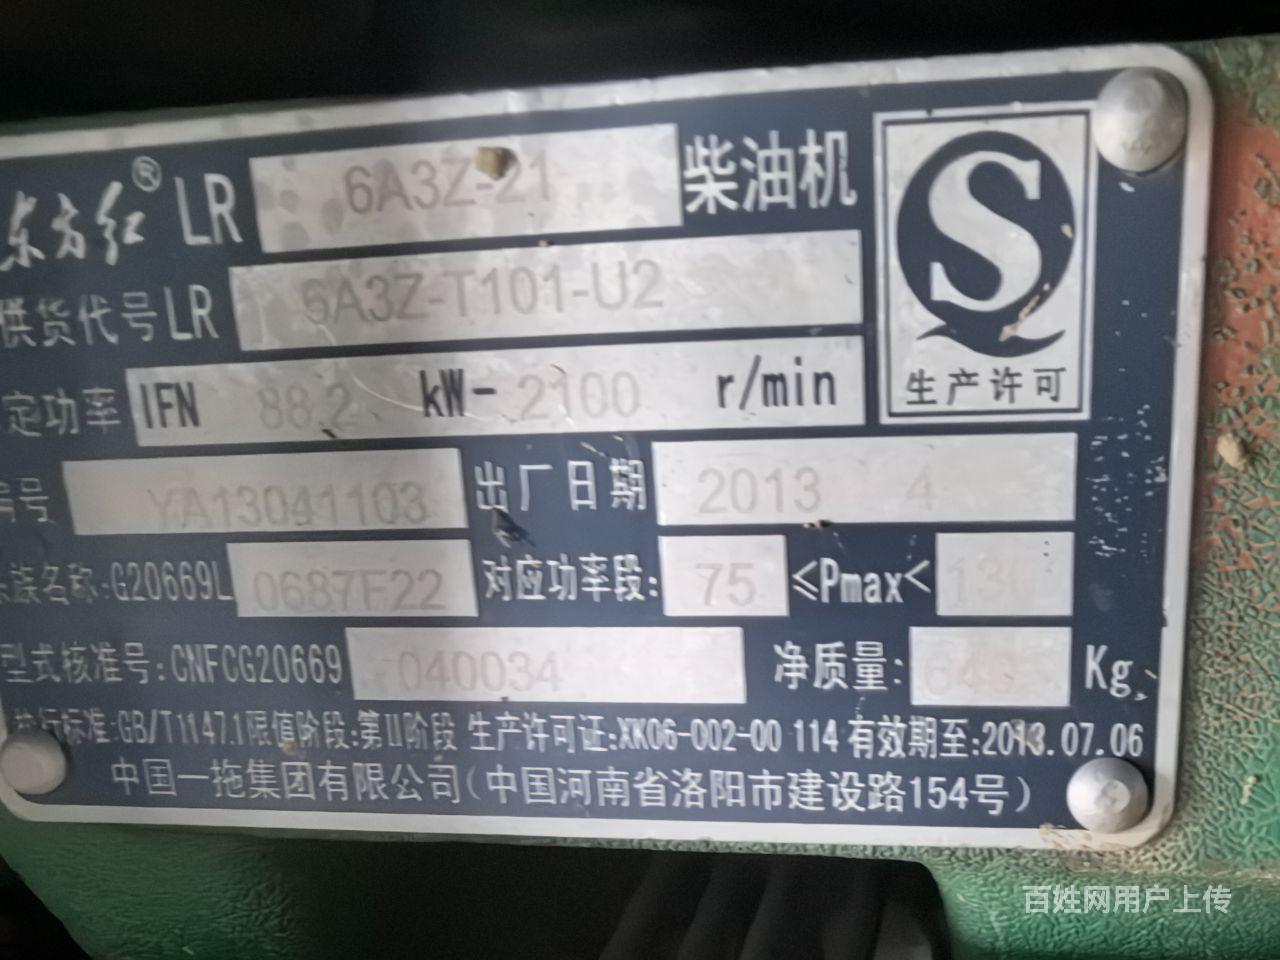 东方红® LR 6A3Z-21 柴油机
供货代号LR 6A3Z-T101-U2
定功率 IFN 88.2 kW- 2100 r/min
编号 YA13041103 出厂日期 2013 4
族名称:G20669L 0687F22 对应功率段: 75 ≤Pmax< 130
型式核准号:CNFCG20669 040034 净质量: Kg
执行标准:GB/T1147.1 限值阶段:第II阶段 生产许可证:XK06-002-00 114 有效期至:2013.07.06
中国一拖集团有限公司(中国河南省洛阳市建设路154号)
S
生产许可
百姓网用户上传